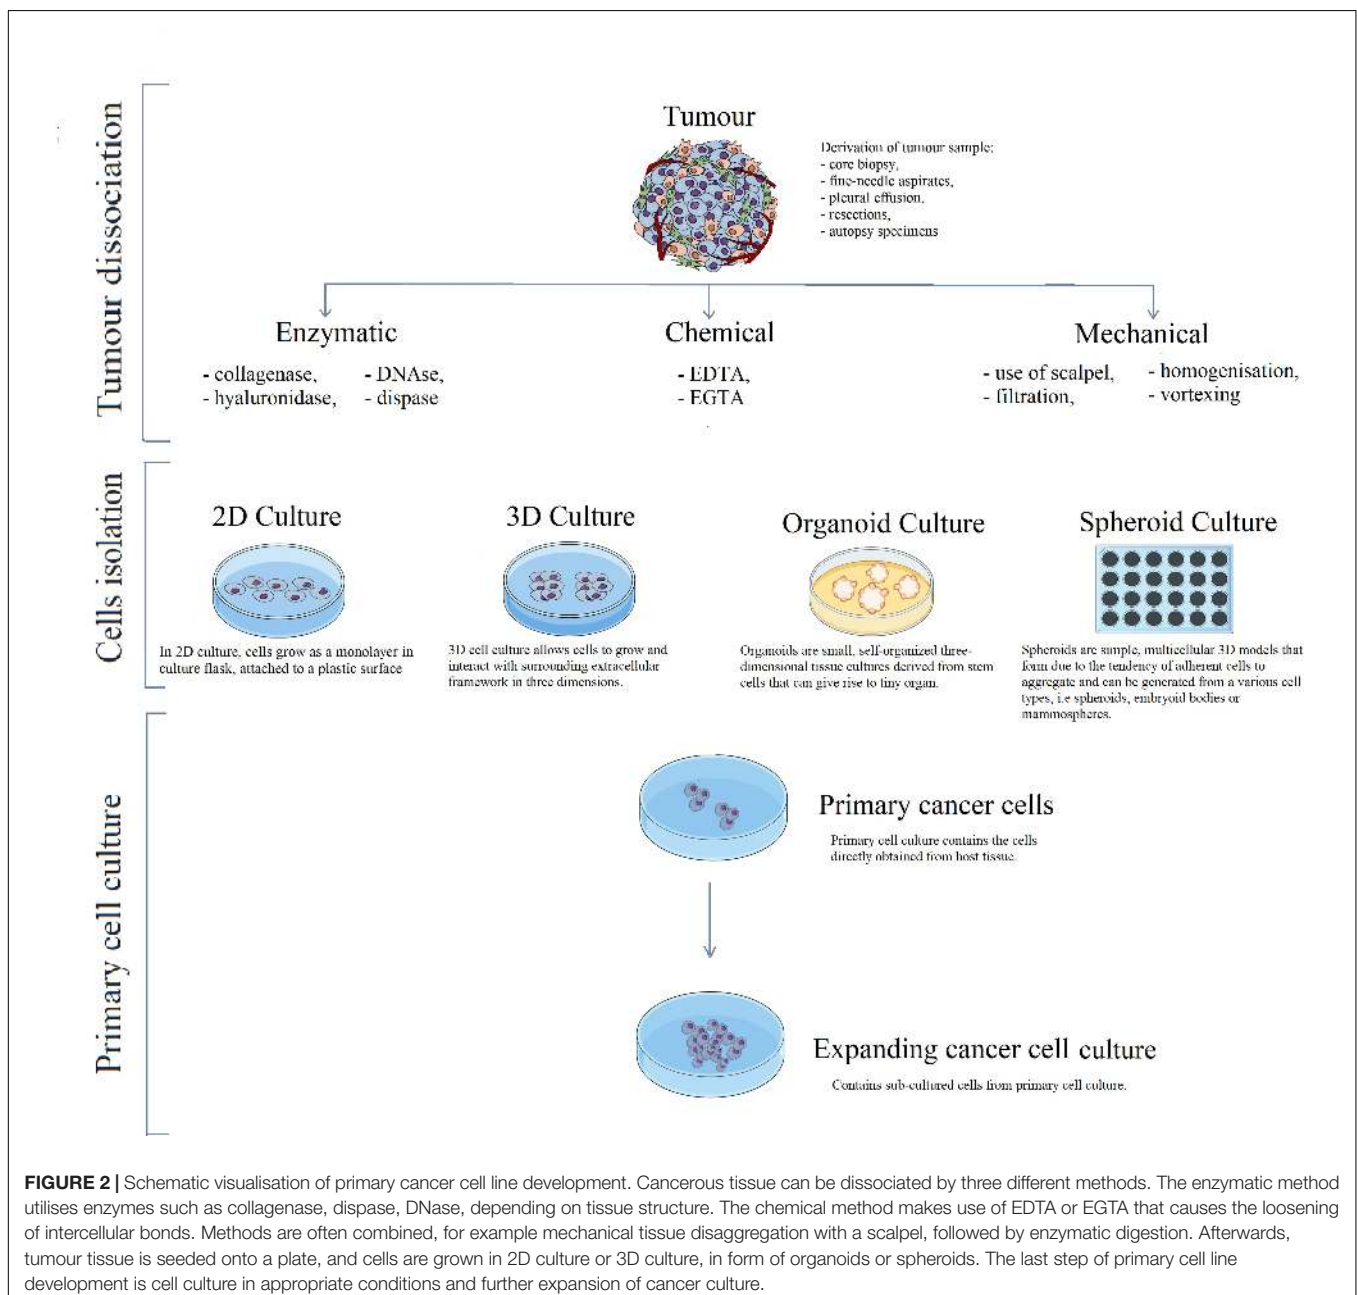 Tumour dissociation
Tumour
Derivation of tumour sample:
- core biopsy,
- fine-needle aspirates,
- pleural effusion,
- resections,
- autopsy specimens
Enzymatic
- collagenase,
- DNAse,
- hyaluronidase,
- dispase
Chemical
- EDTA,
- EGTA
Mechanical
- use of scalpel,
- homogenisation,
- filtration,
- vortexing
Cells isolation
2D Culture
In 2D culture, cells grow as a monolayer in
culture flask, attached to a plastic surface
3D Culture
3D cell culture allows cells to grow and
interact with surrounding extracellular
framework in three dimensions.
Organoid Culture
Organoids are small, self-organized three-
dimensional tissue cultures derived from stem
cells that can give rise to tiny organ.
Spheroid Culture
Spheroids are simple, multicellular 3D models that
form due to the tendency of adherent cells to
aggregate and can be generated from a various cell
types, i.e spheroids, embryoid bodies or
mammospheres.
Primary cell culture
Primary cancer cells
Primary cell culture contains the cells
directly obtained from host tissue.
Expanding cancer cell culture
Contains sub-cultured cells from primary cell culture.
FIGURE 2 | Schematic visualisation of primary cancer cell line development. Cancerous tissue can be dissociated by three different methods. The enzymatic method
utilises enzymes such as collagenase, dispase, DNase, depending on tissue structure. The chemical method makes use of EDTA or EGTA that causes the loosening
of intercellular bonds. Methods are often combined, for example mechanical tissue disaggregation with a scalpel, followed by enzymatic digestion. Afterwards,
tumour tissue is seeded onto a plate, and cells are grown in 2D culture or 3D culture, in form of organoids or spheroids. The last step of primary cell line
development is cell culture in appropriate conditions and further expansion of cancer culture.